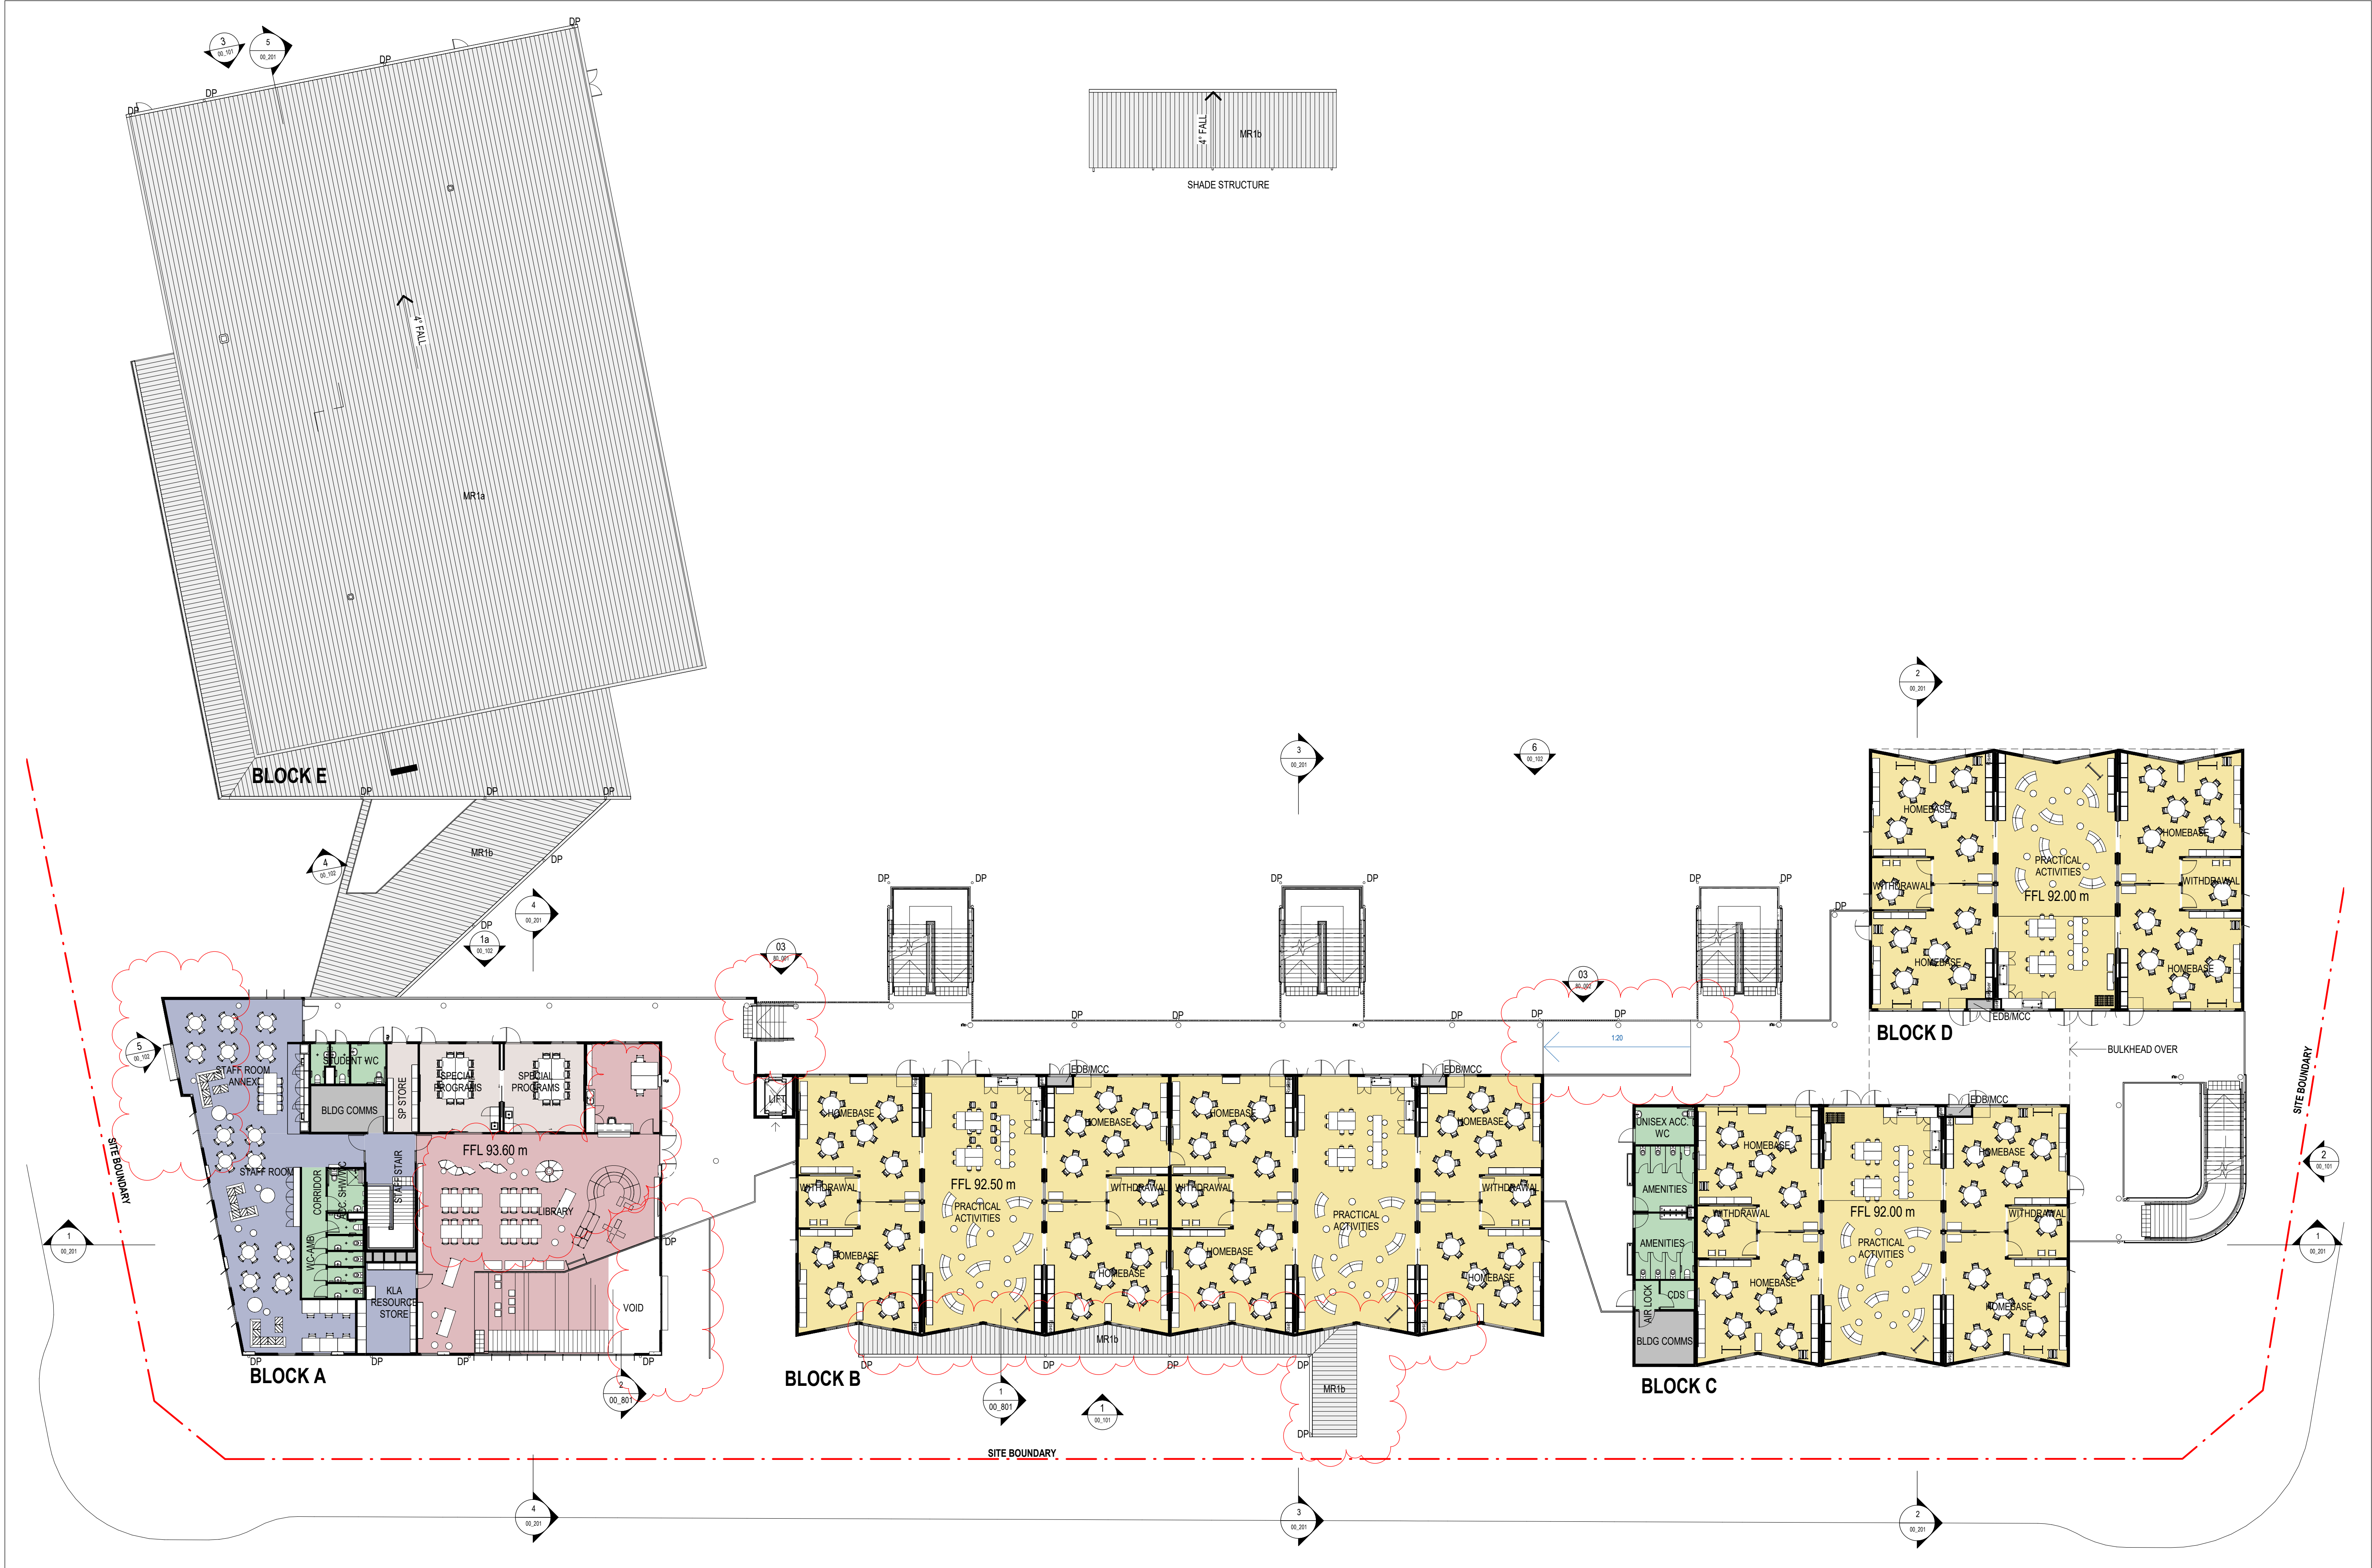 DP
3
00_101
5
00_201
DP
DP
DP
4° FALL
MR1b
SHADE STRUCTURE
4° FALL
MR1a
BLOCK E
DP
DP
DP
MR1b
DP
4
00_102
4
00_201
DP
1a
00_102
2
00_201
3
00_201
6
00_102
HOMEBASE
HOMEBASE
PRACTICAL
ACTIVITIES
WITHDRAWAL
WITHDRAWAL
FFL 92.00 m
HOMEBASE
HOMEBASE
EDB/MCC
BLOCK D
BULKHEAD OVER
DP
DP
DP
DP
DP
DP
DP
03
80_001
03
80_002
DP
DP
DP
DP
DP
1:20
5
00_102
STAFF ROOM
ANNEX
STUDENT WC
BLDG COMMS
SP STORE
SPECIAL
PROGRAMS
SPECIAL
PROGRAMS
FFL 93.60 m
STAFF ROOM
CORRIDOR
ACC. SHW/WC
STAFF STAIR
WC-AMB
LIBRARY
KLA
RESOURCE
STORE
VOID
DP
DP
DP
DP
DP
BLOCK A
2
00_801
LIFT
EDB/MCC
EDB/MCC
HOMEBASE
HOMEBASE
HOMEBASE
HOMEBASE
WITHDRAWAL
FFL 92.50 m
WITHDRAWAL
WITHDRAWAL
WITHDRAWAL
PRACTICAL
ACTIVITIES
PRACTICAL
ACTIVITIES
HOMEBASE
HOMEBASE
HOMEBASE
HOMEBASE
MR1b
DP
DP
DP
DP
MR1b
DP
BLOCK B
1
00_801
1
00_101
EDB/MCC
UNISEX ACC.
WC
AMENITIES
AMENITIES
AIR LOCK
CDS
BLDG COMMS
HOMEBASE
HOMEBASE
WITHDRAWAL
FFL 92.00 m
WITHDRAWAL
PRACTICAL
ACTIVITIES
HOMEBASE
HOMEBASE
BLOCK C
SITE BOUNDARY
SITE BOUNDARY
SITE BOUNDARY
1
00_201
2
00_101
1
00_201
4
00_201
3
00_201
2
00_201